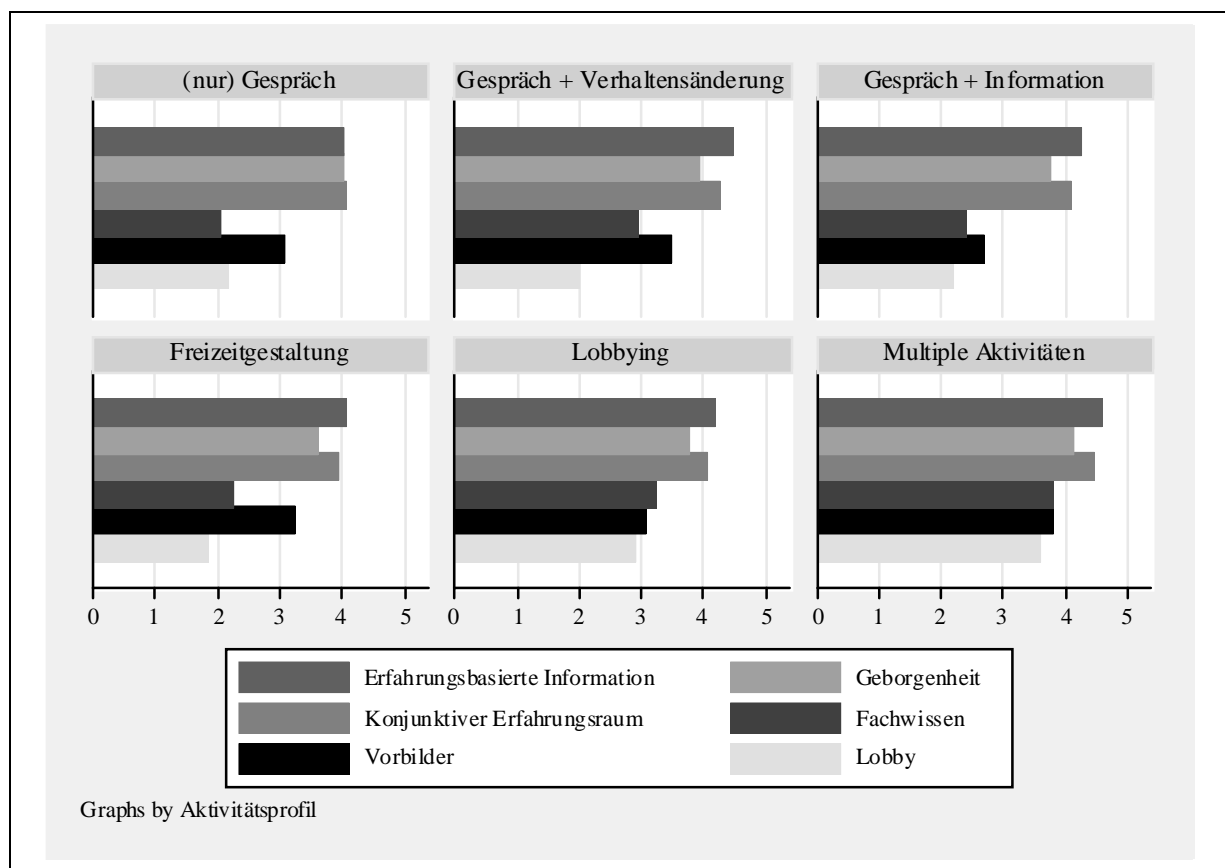 (nur) Gespräch
Gespräch + Verhaltensänderung
Gespräch + Information
Freizeitgestaltung
Lobbying
Multiple Aktivitäten
0 1 2 3 4 5
0 1 2 3 4 5
0 1 2 3 4 5
Erfahrungsbasierte Information
Geborgenheit
Konjunktiver Erfahrungsraum
Fachwissen
Vorbilder
Lobby
Graphs by Aktivitätsprofil